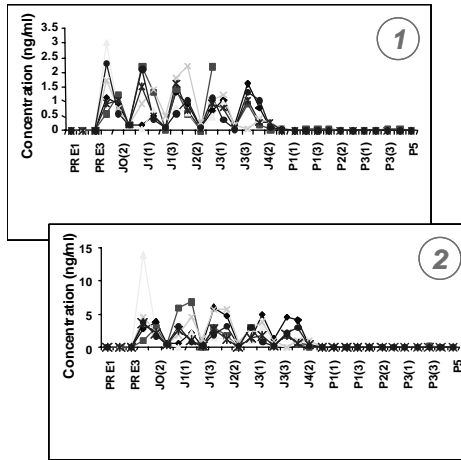 1
Concentration (ng/ml)
3.5
3
2.5
2
1.5
1
0.5
0
PRE1
PRE3
JO(2)
J1(1)
J1(3)
J2(2)
J3(1)
J3(3)
J4(2)
P1(1)
P1(3)
P2(2)
P3(1)
P3(3)
P5
2
Concentration (ng/ml)
15
10
5
0
PRE1
PRE3
JO(2)
J1(1)
J1(3)
J2(2)
J3(1)
J3(3)
J4(2)
P1(1)
P1(3)
P2(2)
P3(1)
P3(3)
P5